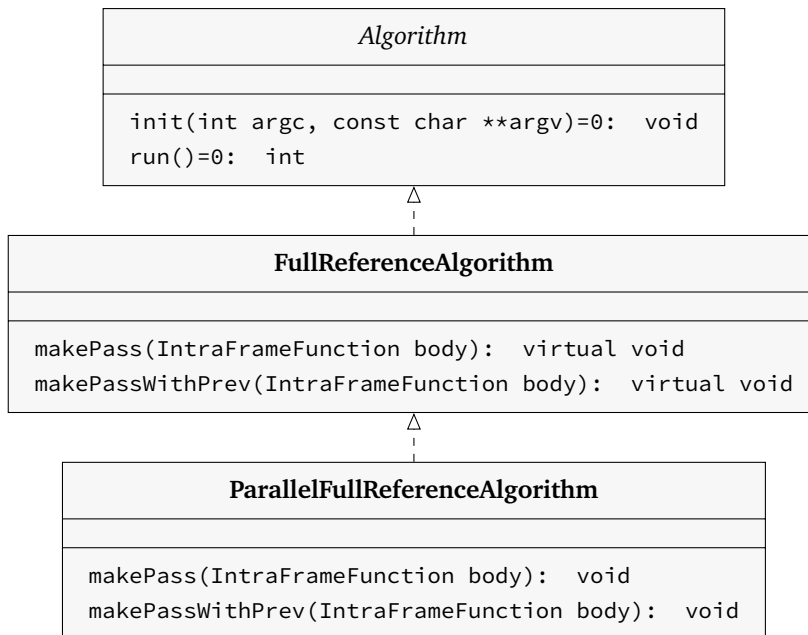 Algorithm
init(int argc, const char **argv)=0: void
run()=0: int
FullReferenceAlgorithm
makePass(IntraFrameFunction body): virtual void
makePassWithPrev(IntraFrameFunction body): virtual void
ParallelFullReferenceAlgorithm
makePass(IntraFrameFunction body): void
makePassWithPrev(IntraFrameFunction body): void